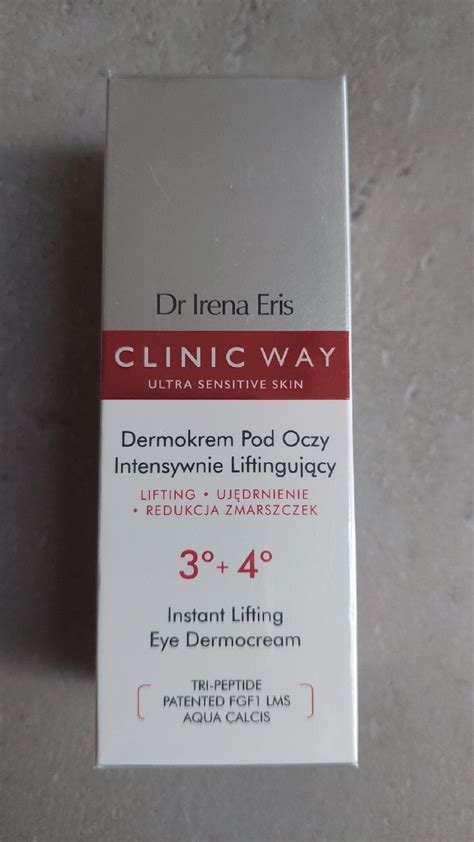 Dr Irena Eris
CLINIC WAY
ULTRA SENSITIVE SKIN
Dermokrem Pod Oczy
Intensywnie Liftingujący
LIFTING • UJĘDRNIENIE
• REDUKCJA ZMARSZCZEK
3° + 4°
Instant Lifting
Eye Dermocream
TRI-PEPTIDE
PATENTED FGF1 LMS
AQUA CALCIS